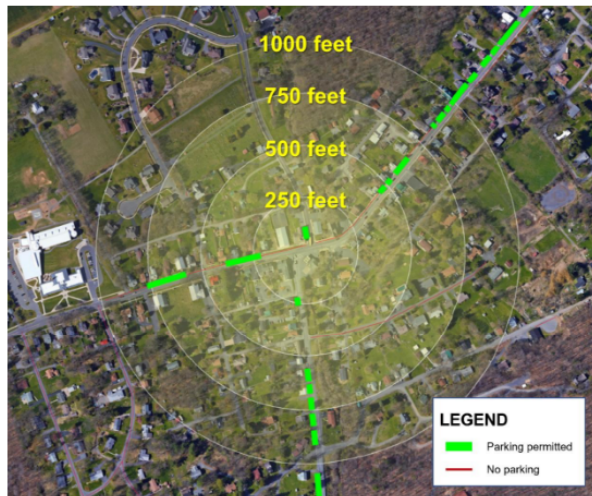 1000 feet
750 feet
500 feet
250 feet
LEGEND
Parking permitted
No parking